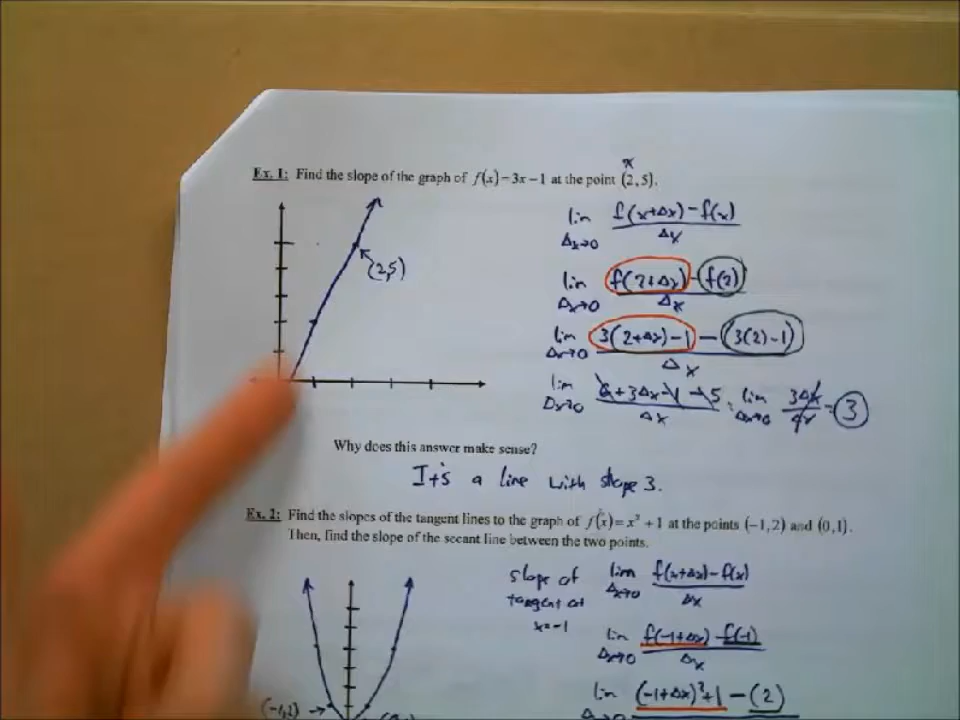 Ex. 1: Find the slope of the graph of f(x)=3x−1 at the point (2,5).
x
(2,5)
lim Δx→0 f(x+Δx)−f(x) / Δx
lim Δx→0 f(2+Δx)−f(2) / Δx
lim Δx→0 3(2+Δx)−1 − (3(2)−1) / Δx
lim Δx→0 6+3Δx−1−5 / Δx = lim Δx→0 3Δx / Δx = 3
Why does this answer make sense?
It's a line with slope 3.
Ex. 2: Find the slopes of the tangent lines to the graph of f(x)=x²+1 at the points (−1,2) and (0,1).
Then, find the slope of the secant line between the two points.
slope of
tangent at
x=−1
lim Δx→0 f(x+Δx)−f(x) / Δx
lim Δx→0 f(−1+Δx)−f(−1) / Δx
lim Δx→0 (−1+Δx)²+1 −(2)
(−1,2)